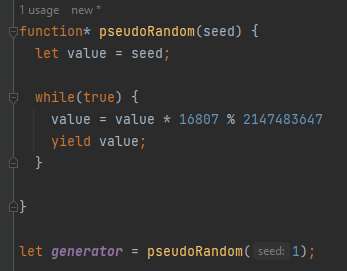 1 usage new *
function* pseudoRandom(seed) {
let value = seed;
while(true) {
value = value * 16807 % 2147483647
yield value;
}
}
let generator = pseudoRandom( seed: 1);